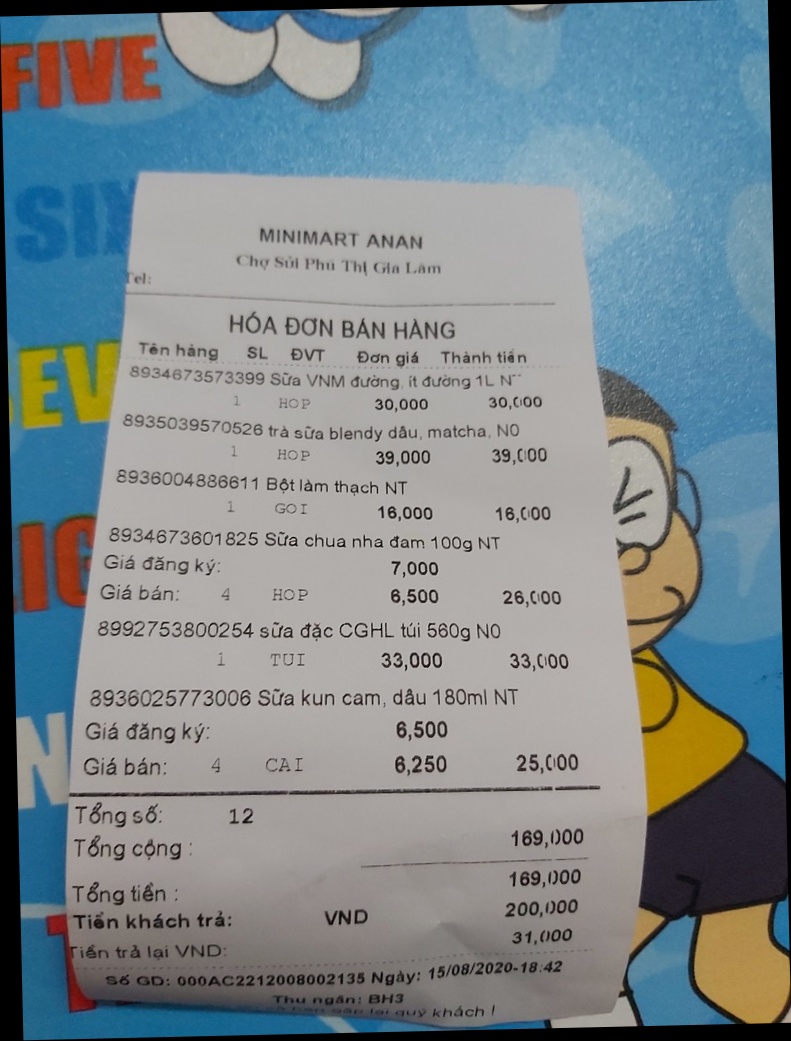 FIVE
SIX
MINIMART ANAN
Chợ Sủi Phú Thị Gia Lâm
Tel:
HÓA ĐƠN BÁN HÀNG
Tên hàng SL ĐVT Đơn giá Thành tiền
8934673573399 Sữa VNM đường, ít đường 1L
1 HOP 30,000 30,000
8935039570526 trà sữa blendy dâu, matcha, N0
1 HOP 39,000 39,000
8936004886611 Bột làm thạch NT
1 GOI 16,000 16,000
8934673601825 Sữa chua nha đam 100g NT
Giá đăng ký: 7,000
Giá bán: 4 HOP 6,500 26,000
8992753800254 sữa đặc CGHL túi 560g N0
1 TUI 33,000 33,000
8936025773006 Sữa kun cam, dâu 180ml NT
Giá đăng ký: 6,500
Giá bán: 4 CAI 6,250 25,000
Tổng số: 12
Tổng cộng : 169,000
Tổng tiền : 169,000
Tiền khách trả: VND 200,000
Tiền trả lại VND: 31,000
Số GD: 000AC2212008002135 Ngày: 15/08/2020-18:42
Thu ngân: BH3
lại quý khách !